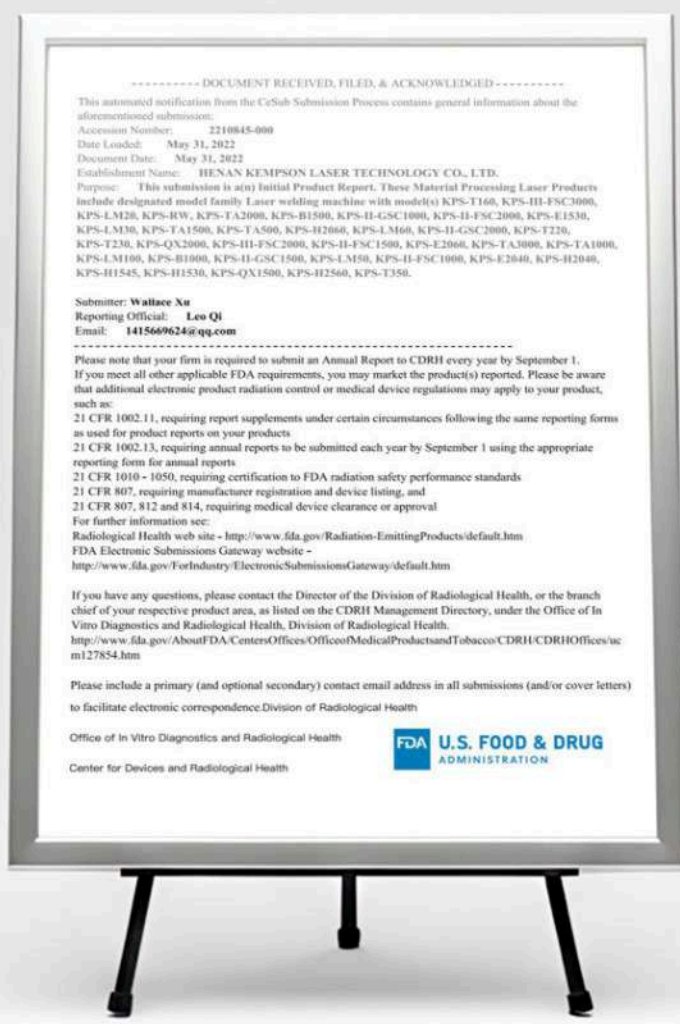 ---------- DOCUMENT RECEIVED, FILED, & ACKNOWLEDGED ----------
This automated notification from the CeSub Submission Process contains general information about the
aforementioned submission:
Accession Number: 2210845-000
Date Loaded: May 31, 2022
Document Date: May 31, 2022
Establishment Name: HENAN KEMPSON LASER TECHNOLOGY CO., LTD.
Purpose: This submission is a(n) Initial Product Report. These Material Processing Laser Products
include designated model family Laser welding machine with model(s) KPS-T160, KPS-III-FSC3000,
KPS-LM20, KPS-RW, KPS-TA2000, KPS-B1500, KPS-II-GSC1000, KPS-II-FSC2000, KPS-E1530,
KPS-LM30, KPS-TA1500, KPS-TA500, KPS-H2060, KPS-LM60, KPS-II-GSC2000, KPS-T220,
KPS-T230, KPS-QX2000, KPS-III-FSC2000, KPS-II-FSC1500, KPS-E2060, KPS-TA3000, KPS-TA1000,
KPS-LM100, KPS-B1000, KPS-II-GSC1500, KPS-LM50, KPS-II-FSC1000, KPS-E2040, KPS-H2040,
KPS-H1545, KPS-H1530, KPS-QX1500, KPS-H2560, KPS-T350.
Submitter: Wallace Xu
Reporting Official: Leo Qi
Email: 1415669624@qq.com
Please note that your firm is required to submit an Annual Report to CDRH every year by September 1.
If you meet all other applicable FDA requirements, you may market the product(s) reported. Please be aware
that additional electronic product radiation control or medical device regulations may apply to your product,
such as:
21 CFR 1002.11, requiring report supplements under certain circumstances following the same reporting forms
as used for product reports on your products
21 CFR 1002.13, requiring annual reports to be submitted each year by September 1 using the appropriate
reporting form for annual reports
21 CFR 1010 - 1050, requiring certification to FDA radiation safety performance standards
21 CFR 807, requiring manufacturer registration and device listing, and
21 CFR 807, 812 and 814, requiring medical device clearance or approval
For further information see:
Radiological Health web site - http://www.fda.gov/Radiation-EmittingProducts/default.htm
FDA Electronic Submissions Gateway website -
http://www.fda.gov/ForIndustry/ElectronicSubmissionsGateway/default.htm
If you have any questions, please contact the Director of the Division of Radiological Health, or the branch
chief of your respective product area, as listed on the CDRH Management Directory, under the Office of In
Vitro Diagnostics and Radiological Health, Division of Radiological Health.
http://www.fda.gov/AboutFDA/CentersOffices/OfficeofMedicalProductsandTobacco/CDRH/CDRHOffices/uc
m127854.htm
Please include a primary (and optional secondary) contact email address in all submissions (and/or cover letters)
to facilitate electronic correspondence.Division of Radiological Health
Office of In Vitro Diagnostics and Radiological Health
Center for Devices and Radiological Health
FDA U.S. FOOD & DRUG
ADMINISTRATION